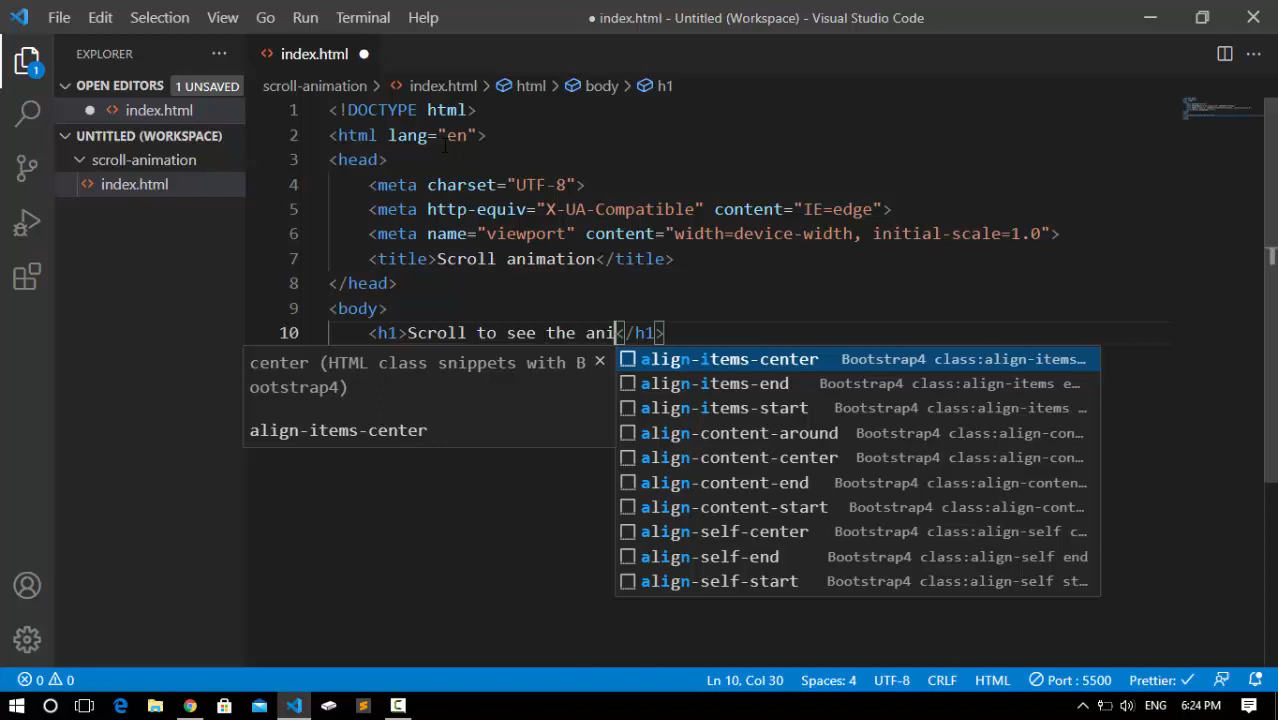 File Edit Selection View Go Run Terminal Help
● index.html - Untitled (Workspace) - Visual Studio Code
EXPLORER ···
index.html ●
OPEN EDITORS 1 UNSAVED
● index.html
UNTITLED (WORKSPACE)
scroll-animation
index.html
1
scroll-animation > index.html > html > body > h1
1 <!DOCTYPE html>
2 <html lang="en">
3 <head>
4 <meta charset="UTF-8">
5 <meta http-equiv="X-UA-Compatible" content="IE=edge">
6 <meta name="viewport" content="width=device-width, initial-scale=1.0">
7 <title>Scroll animation</title>
8 </head>
9 <body>
10 <h1>Scroll to see the ani</h1>
center (HTML class snippets with B
ootstrap4)
align-items-center
align-items-center Bootstrap4 class:align-items…
align-items-end Bootstrap4 class:align-items e…
align-items-start Bootstrap4 class:align-items …
align-content-around Bootstrap4 class:align-con…
align-content-center Bootstrap4 class:align-con…
align-content-end Bootstrap4 class:align-conten…
align-content-start Bootstrap4 class:align-cont…
align-self-center Bootstrap4 class:align-self c…
align-self-end Bootstrap4 class:align-self end
align-self-start Bootstrap4 class:align-self st…
0 0 Ln 10, Col 30 Spaces: 4 UTF-8 CRLF HTML Port : 5500 Prettier: ✓
ENG 6:24 PM